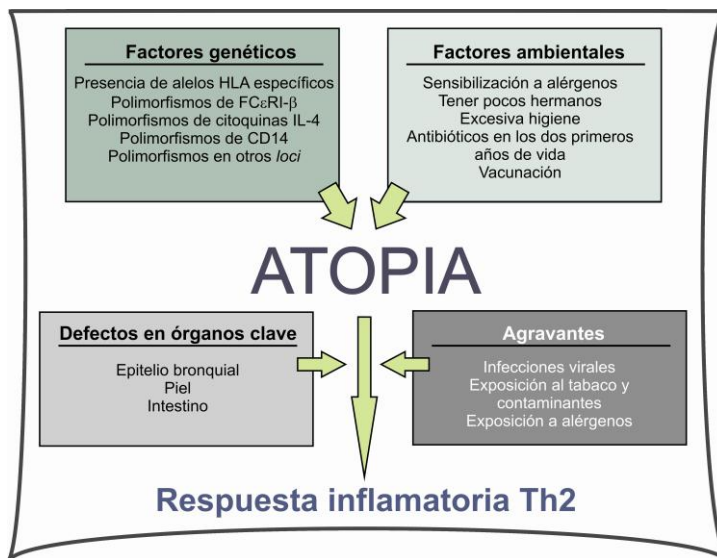 Factores genéticos
Presencia de alelos HLA específicos
Polimorfismos de FCεRI-β
Polimorfismos de citoquinas IL-4
Polimorfismos de CD14
Polimorfismos en otros loci
Factores ambientales
Sensibilización a alérgenos
Tener pocos hermanos
Excesiva higiene
Antibióticos en los dos primeros
años de vida
Vacunación
ATOPIA
Defectos en órganos clave
Epitelio bronquial
Piel
Intestino
Agravantes
Infecciones virales
Exposición al tabaco y
contaminantes
Exposición a alérgenos
Respuesta inflamatoria Th2